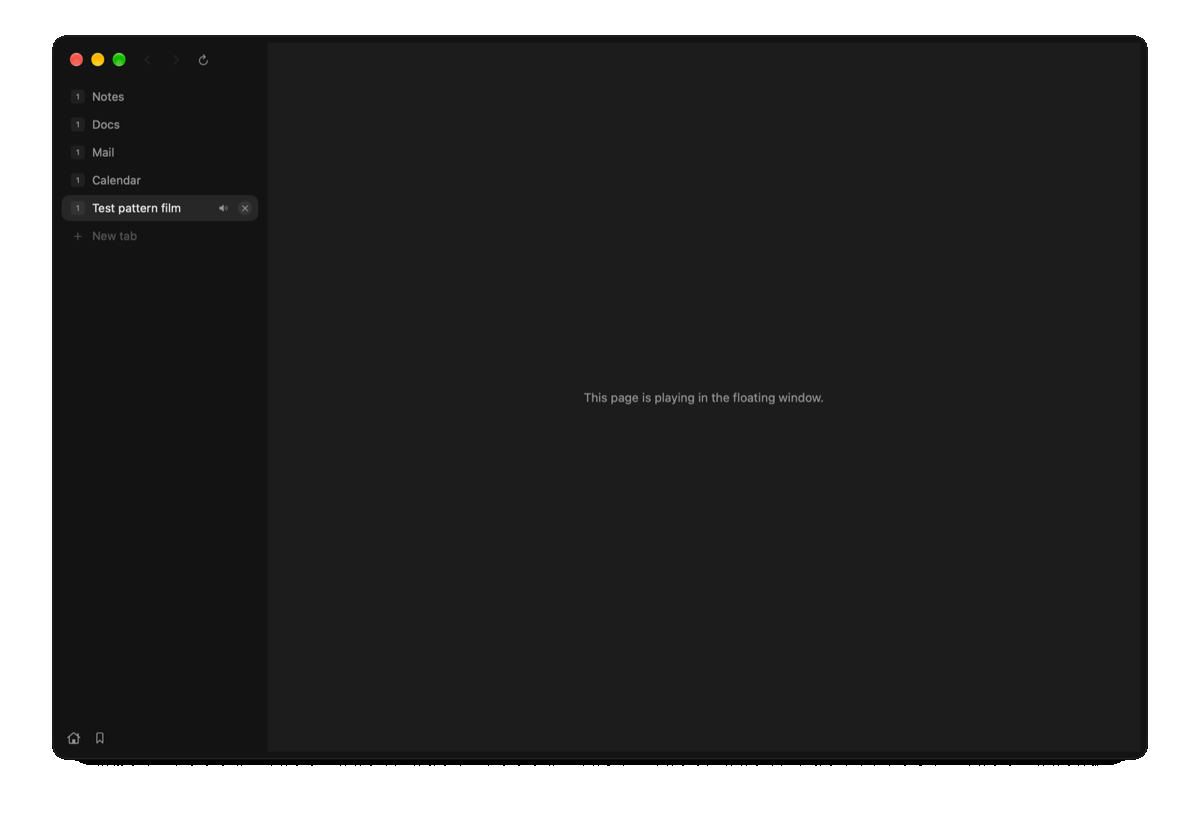 1 Notes
1 Docs
1 Mail
1 Calendar
1 Test pattern film
+ New tab
This page is playing in the floating window.